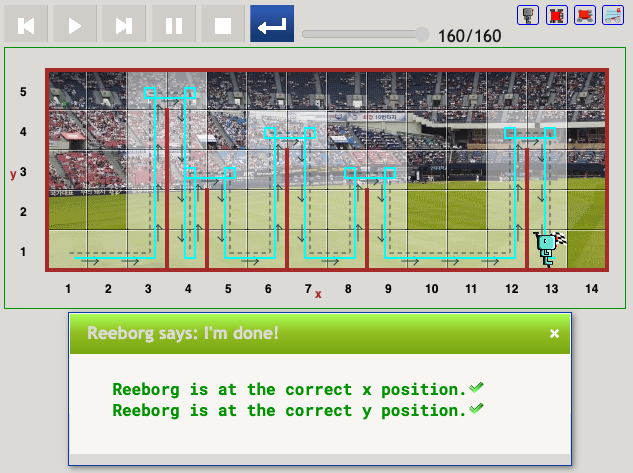 160/160
5
4
y 3
2
1
1 2 3 4 5 6 7 8 9 10 11 12 13 14
x
Reeborg says: I'm done! ×
Reeborg is at the correct x position.
Reeborg is at the correct y position.